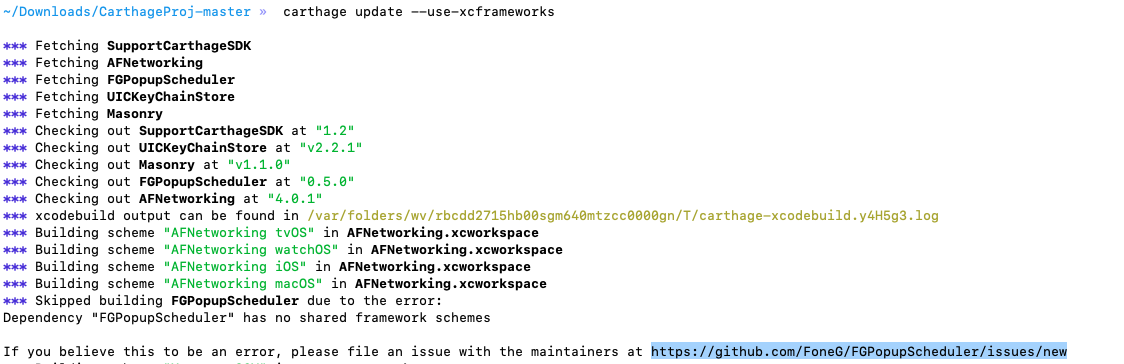 ~/Downloads/CarthageProj-master »  carthage update --use-xcframeworks
*** Fetching SupportCarthageSDK
*** Fetching AFNetworking
*** Fetching FGPopupScheduler
*** Fetching UICKeyChainStore
*** Fetching Masonry
*** Checking out SupportCarthageSDK at "1.2"
*** Checking out UICKeyChainStore at "v2.2.1"
*** Checking out Masonry at "v1.1.0"
*** Checking out FGPopupScheduler at "0.5.0"
*** Checking out AFNetworking at "4.0.1"
*** xcodebuild output can be found in /var/folders/wv/rbcdd2715hb00sgm640mtzcc0000gn/T/carthage-xcodebuild.y4H5g3.log
*** Building scheme "AFNetworking tvOS" in AFNetworking.xcworkspace
*** Building scheme "AFNetworking watchOS" in AFNetworking.xcworkspace
*** Building scheme "AFNetworking iOS" in AFNetworking.xcworkspace
*** Building scheme "AFNetworking macOS" in AFNetworking.xcworkspace
*** Skipped building FGPopupScheduler due to the error:
Dependency "FGPopupScheduler" has no shared framework schemes
If you believe this to be an error, please file an issue with the maintainers at https://github.com/FoneG/FGPopupScheduler/issues/new